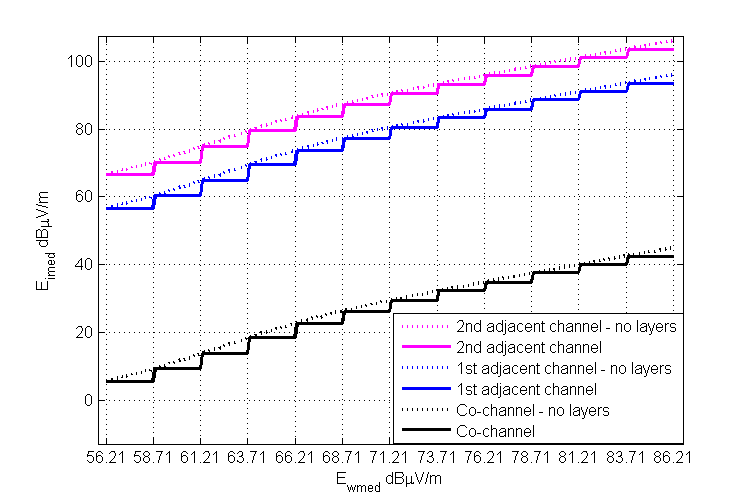 100
80
60
40
20
0
E_imed dBµV/m
56.21 58.71 61.21 63.71 66.21 68.71 71.21 73.71 76.21 78.71 81.21 83.71 86.21
E_wmed dBµV/m
2nd adjacent channel - no layers
2nd adjacent channel
1st adjacent channel - no layers
1st adjacent channel
Co-channel - no layers
Co-channel